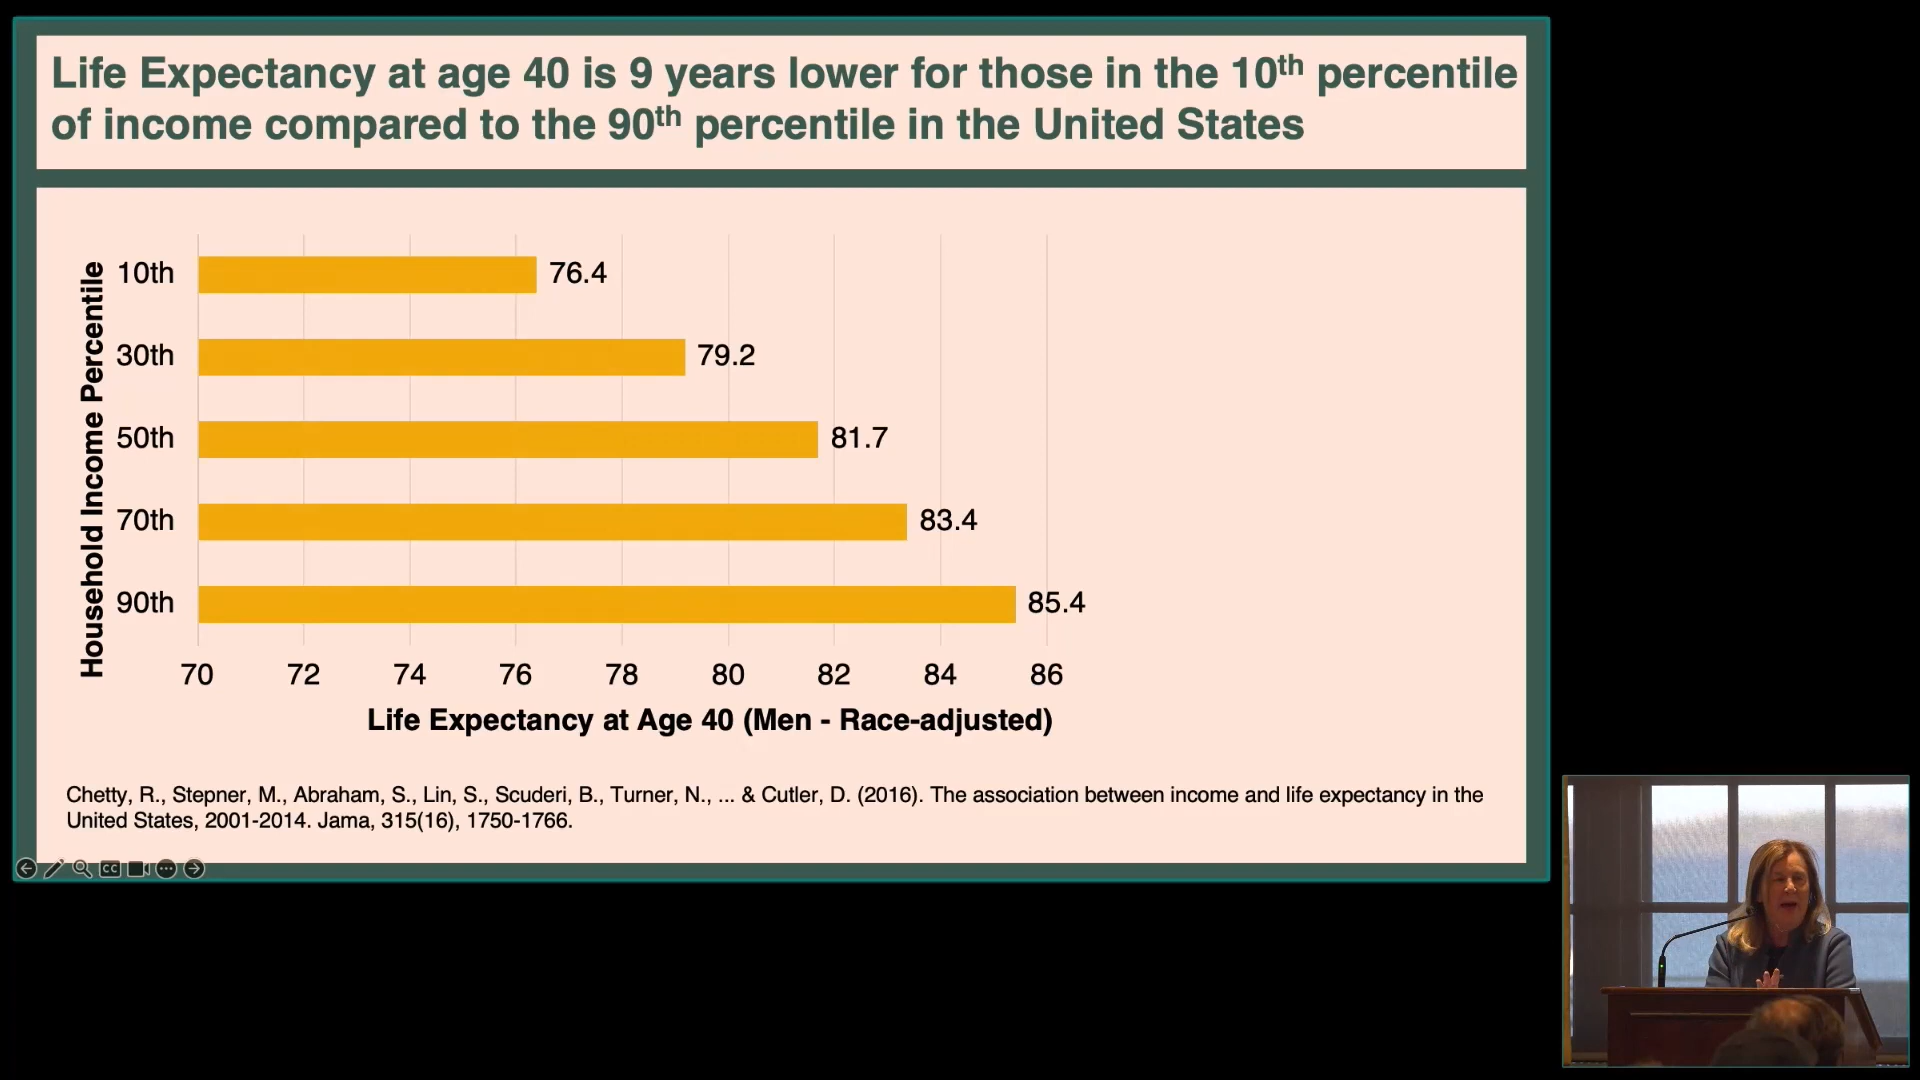 Life Expectancy at age 40 is 9 years lower for those in the 10th percentile
of income compared to the 90th percentile in the United States
Household Income Percentile
10th
76.4
30th
79.2
50th
81.7
70th
83.4
90th
85.4
70 72 74 76 78 80 82 84 86
Life Expectancy at Age 40 (Men - Race-adjusted)
Chetty, R., Stepner, M., Abraham, S., Lin, S., Scuderi, B., Turner, N., ... & Cutler, D. (2016). The association between income and life expectancy in the
United States, 2001-2014. Jama, 315(16), 1750-1766.
CC